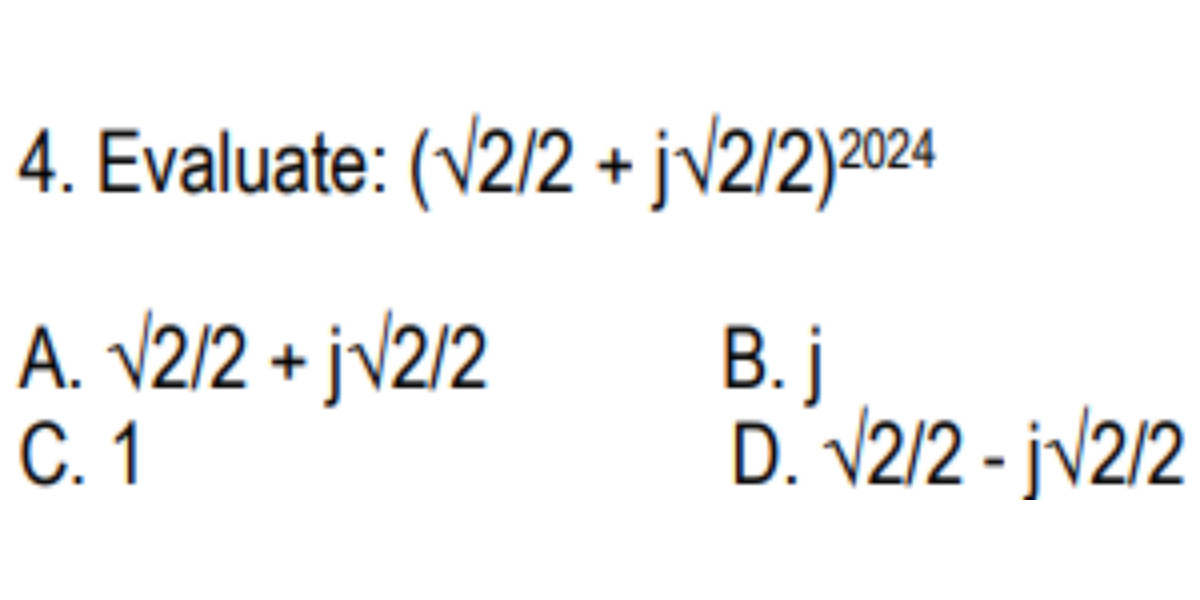 4. Evaluate: (√2/2 + j√2/2)²⁰²⁴
A. √2/2 + j√2/2 B. j
C. 1 D. √2/2 - j√2/2